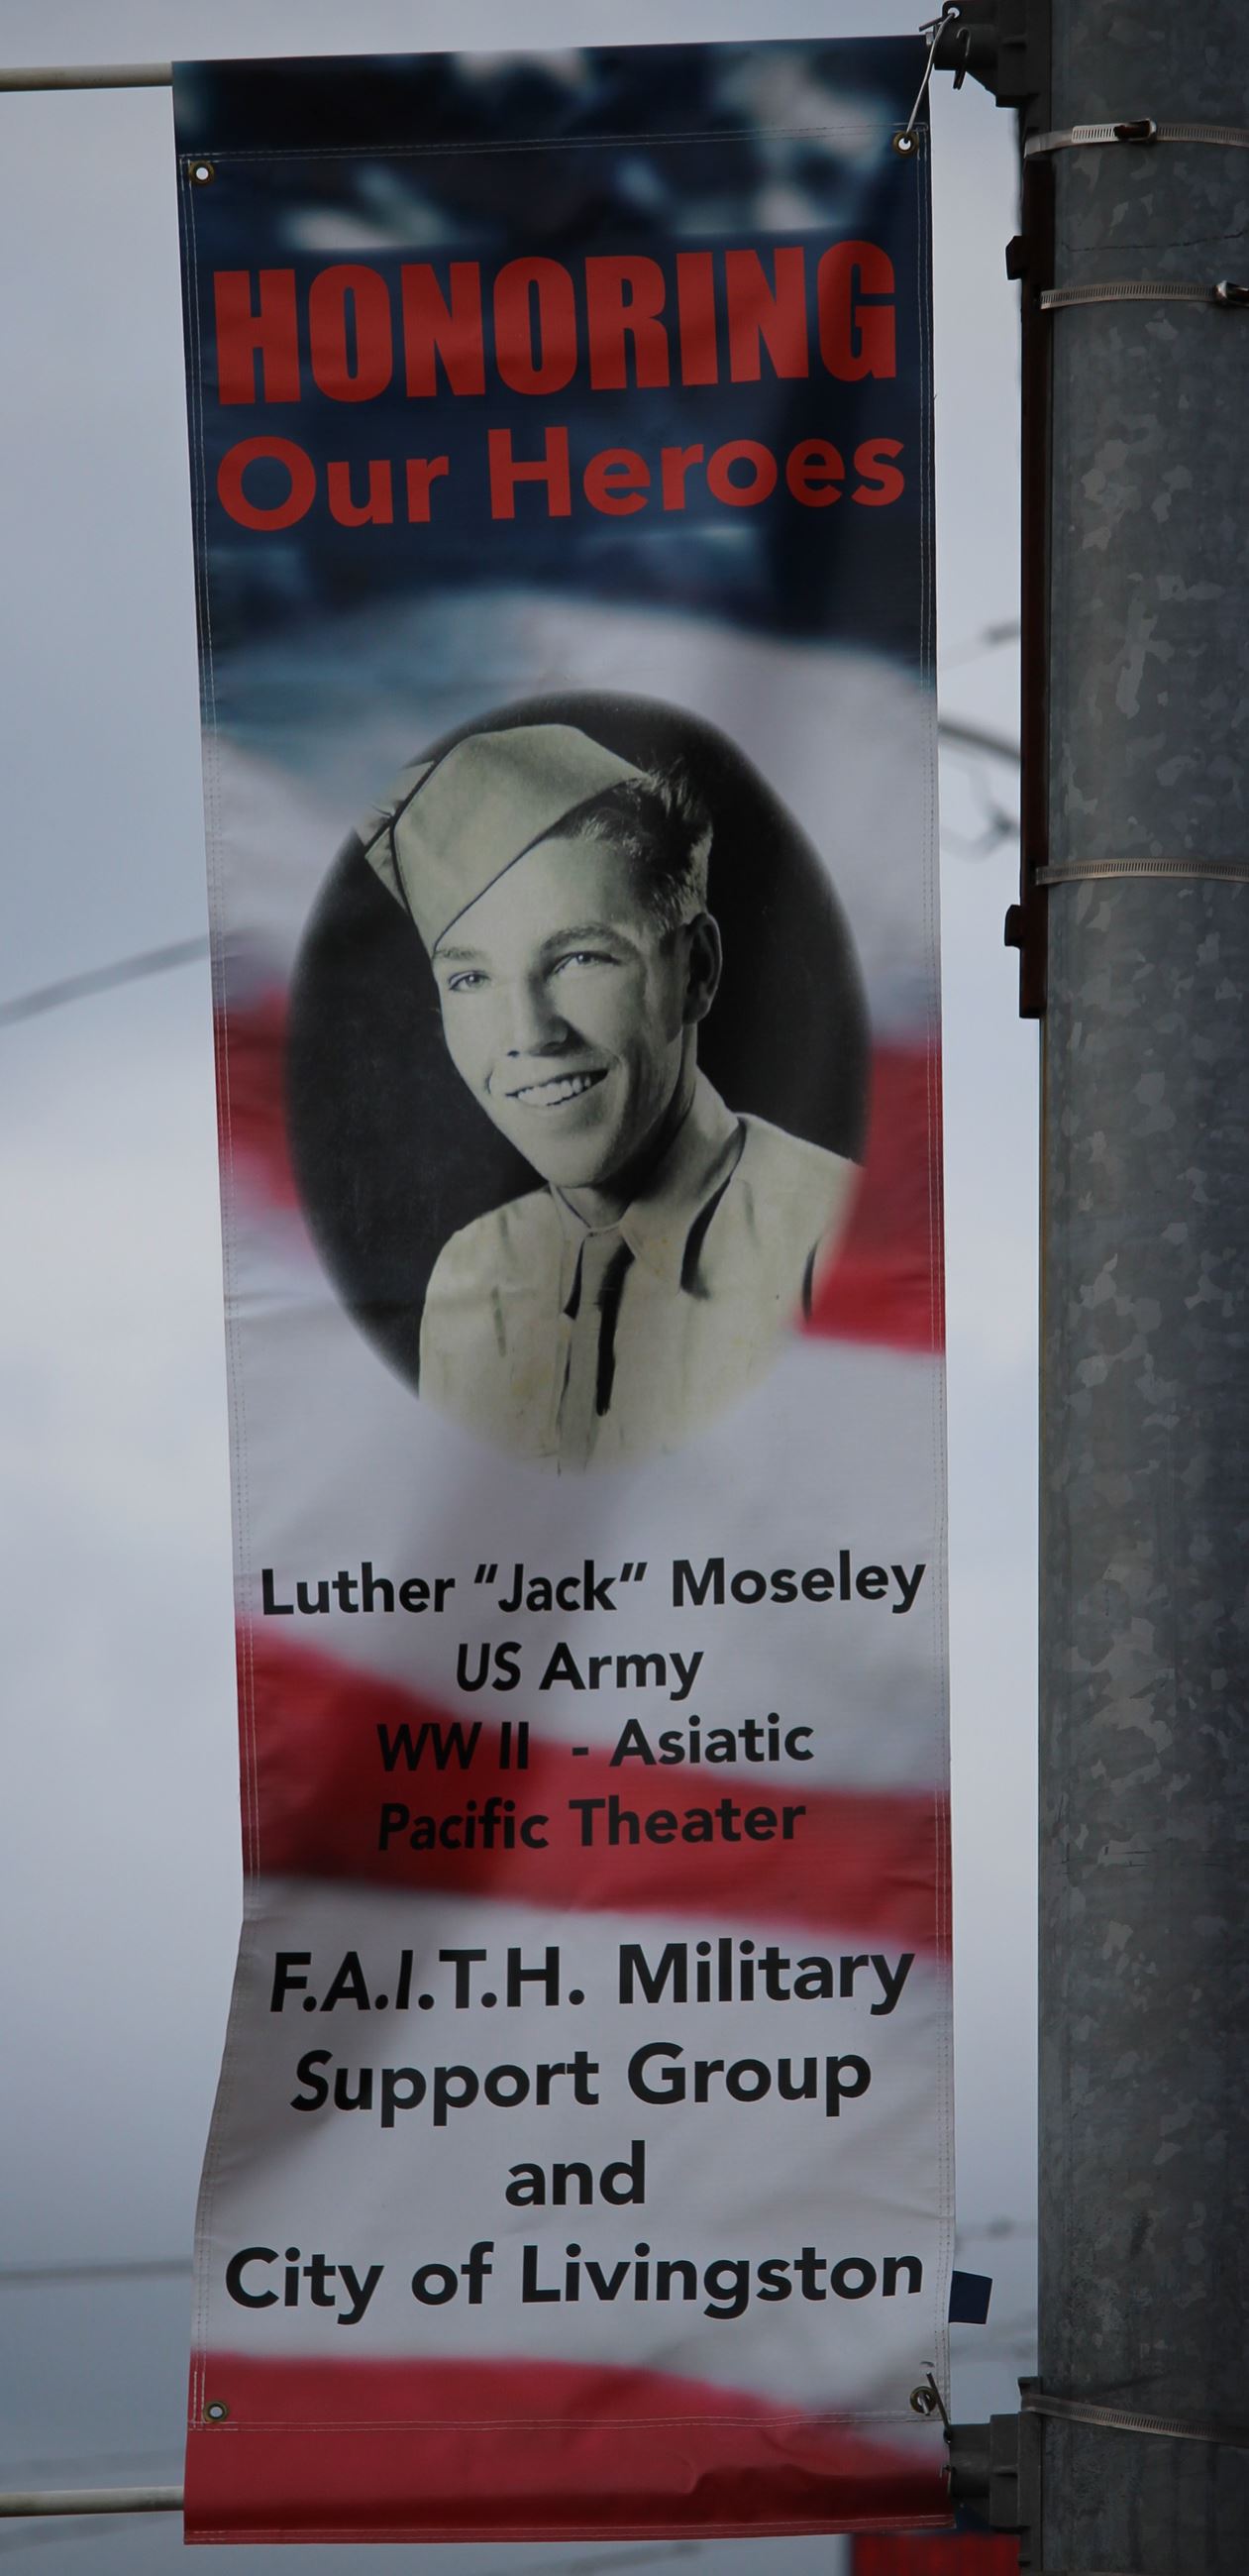 HONORING
Our Heroes
Luther "Jack" Moseley
US Army
WW II - Asiatic
Pacific Theater
F.A.I.T.H. Military
Support Group
and
City of Livingston